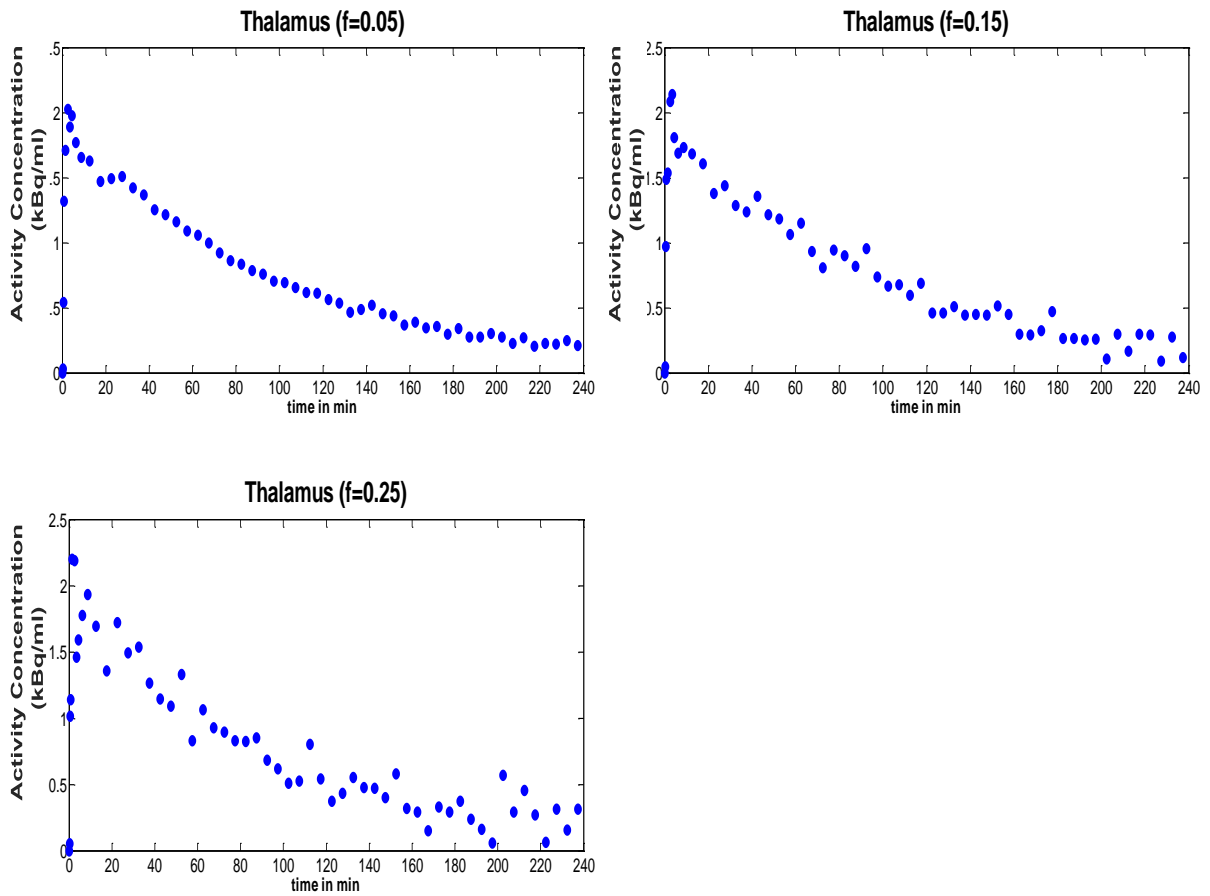 Thalamus (f=0.05)
Activity Concentration
(kBq/ml)
.5
2
.5
1
.5
0
0 20 40 60 80 100 120 140 160 180 200 220 240
time in min
Thalamus (f=0.15)
Activity Concentration
(kBq/ml)
2.5
2
1.5
1
0.5
0
0 20 40 60 80 100 120 140 160 180 200 220 240
time in min
Thalamus (f=0.25)
Activity Concentration
(kBq/ml)
2.5
2
1.5
1
0.5
0
0 20 40 60 80 100 120 140 160 180 200 220 240
time in min